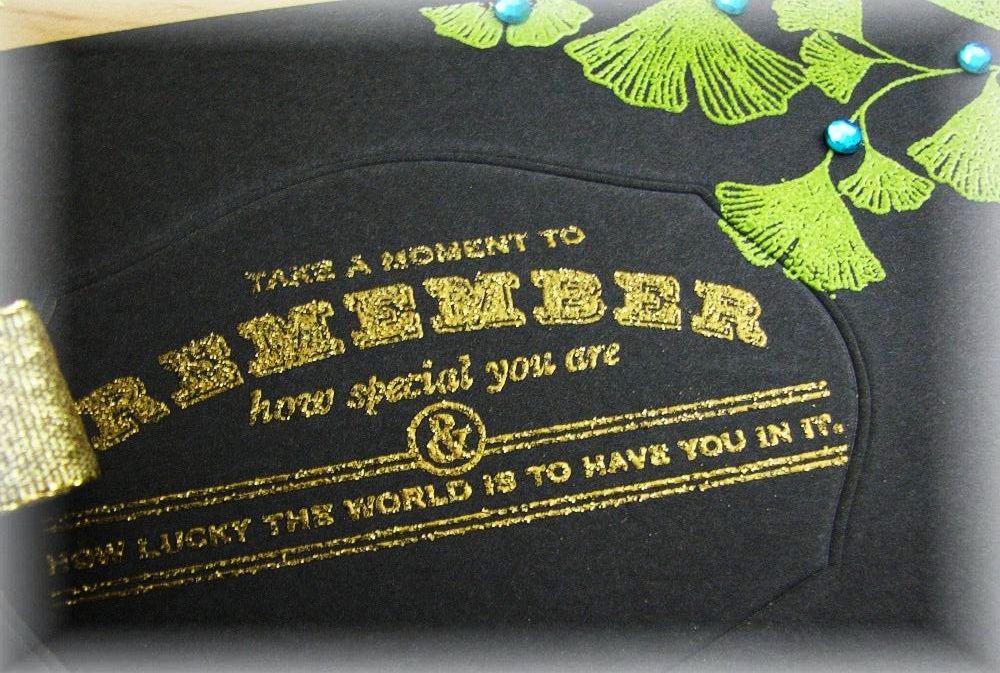 TAKE A MOMENT TO
REMEMBER
how special you are
&
HOW LUCKY THE WORLD IS TO HAVE YOU IN IT.